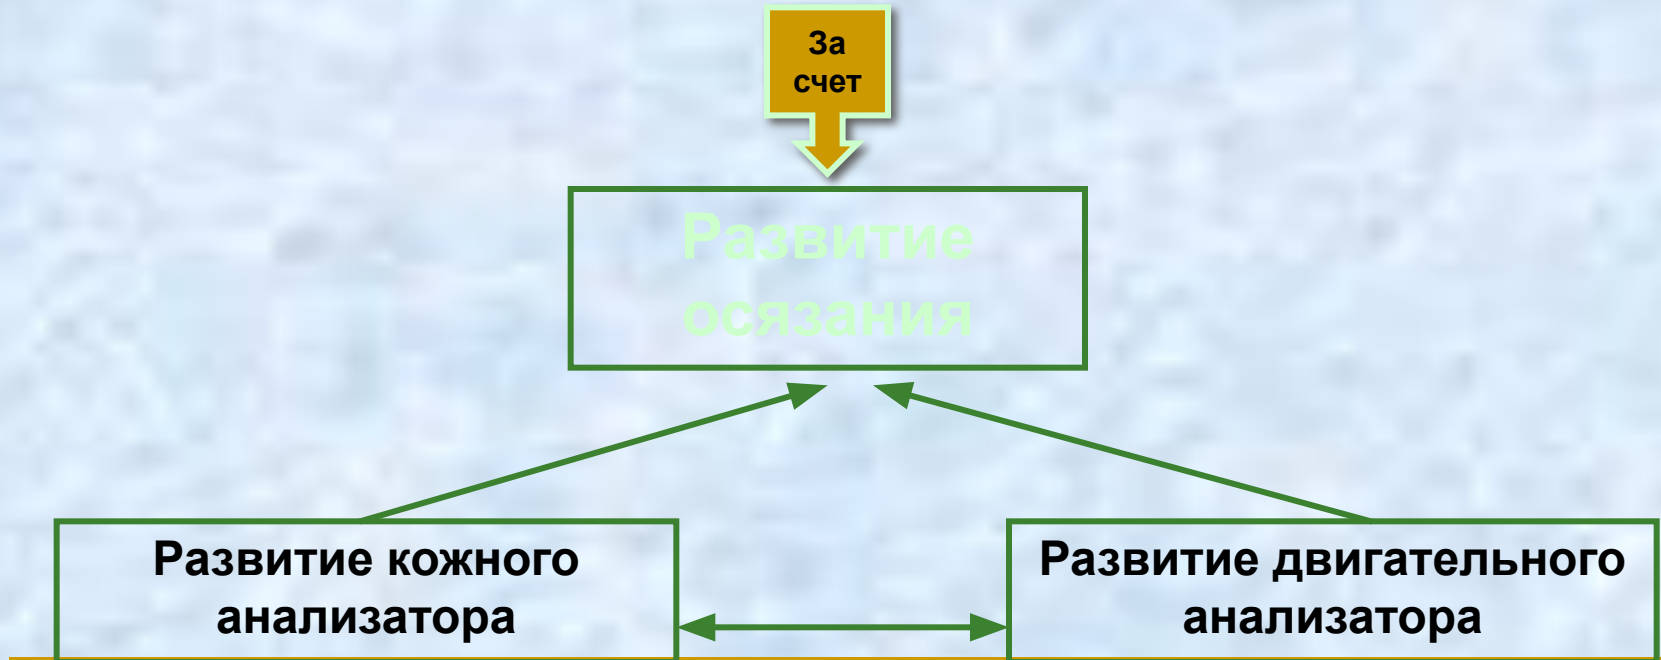 За
счет
Развитие
осязания
Развитие кожного
анализатора
Развитие двигательного
анализатора